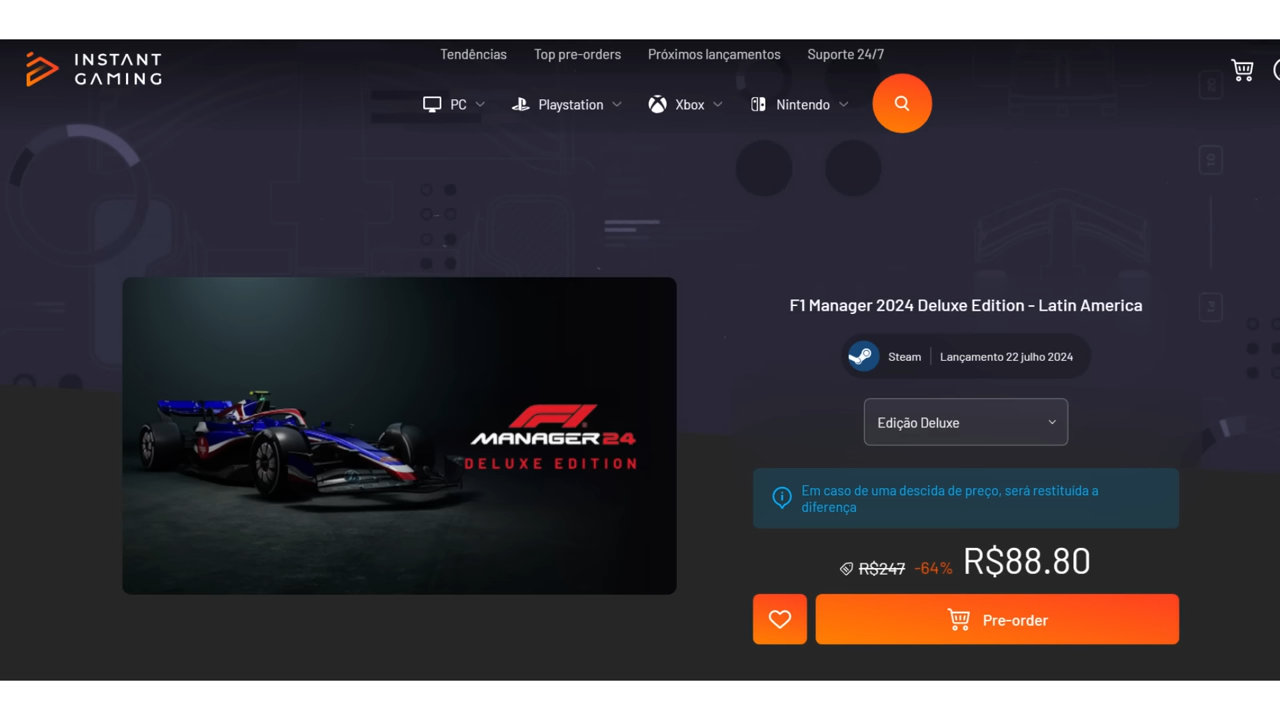 INSTANT
GAMING
Tendências Top pre-orders Próximos lançamentos Suporte 24/7
PC Playstation Xbox Nintendo
F1 Manager 2024 Deluxe Edition - Latin America
Steam Lançamento 22 julho 2024
Edição Deluxe
F1
MANAGER24
DELUXE EDITION
Em caso de uma descida de preço, será restituída a
diferença
R$247 -64% R$88.80
Pre-order